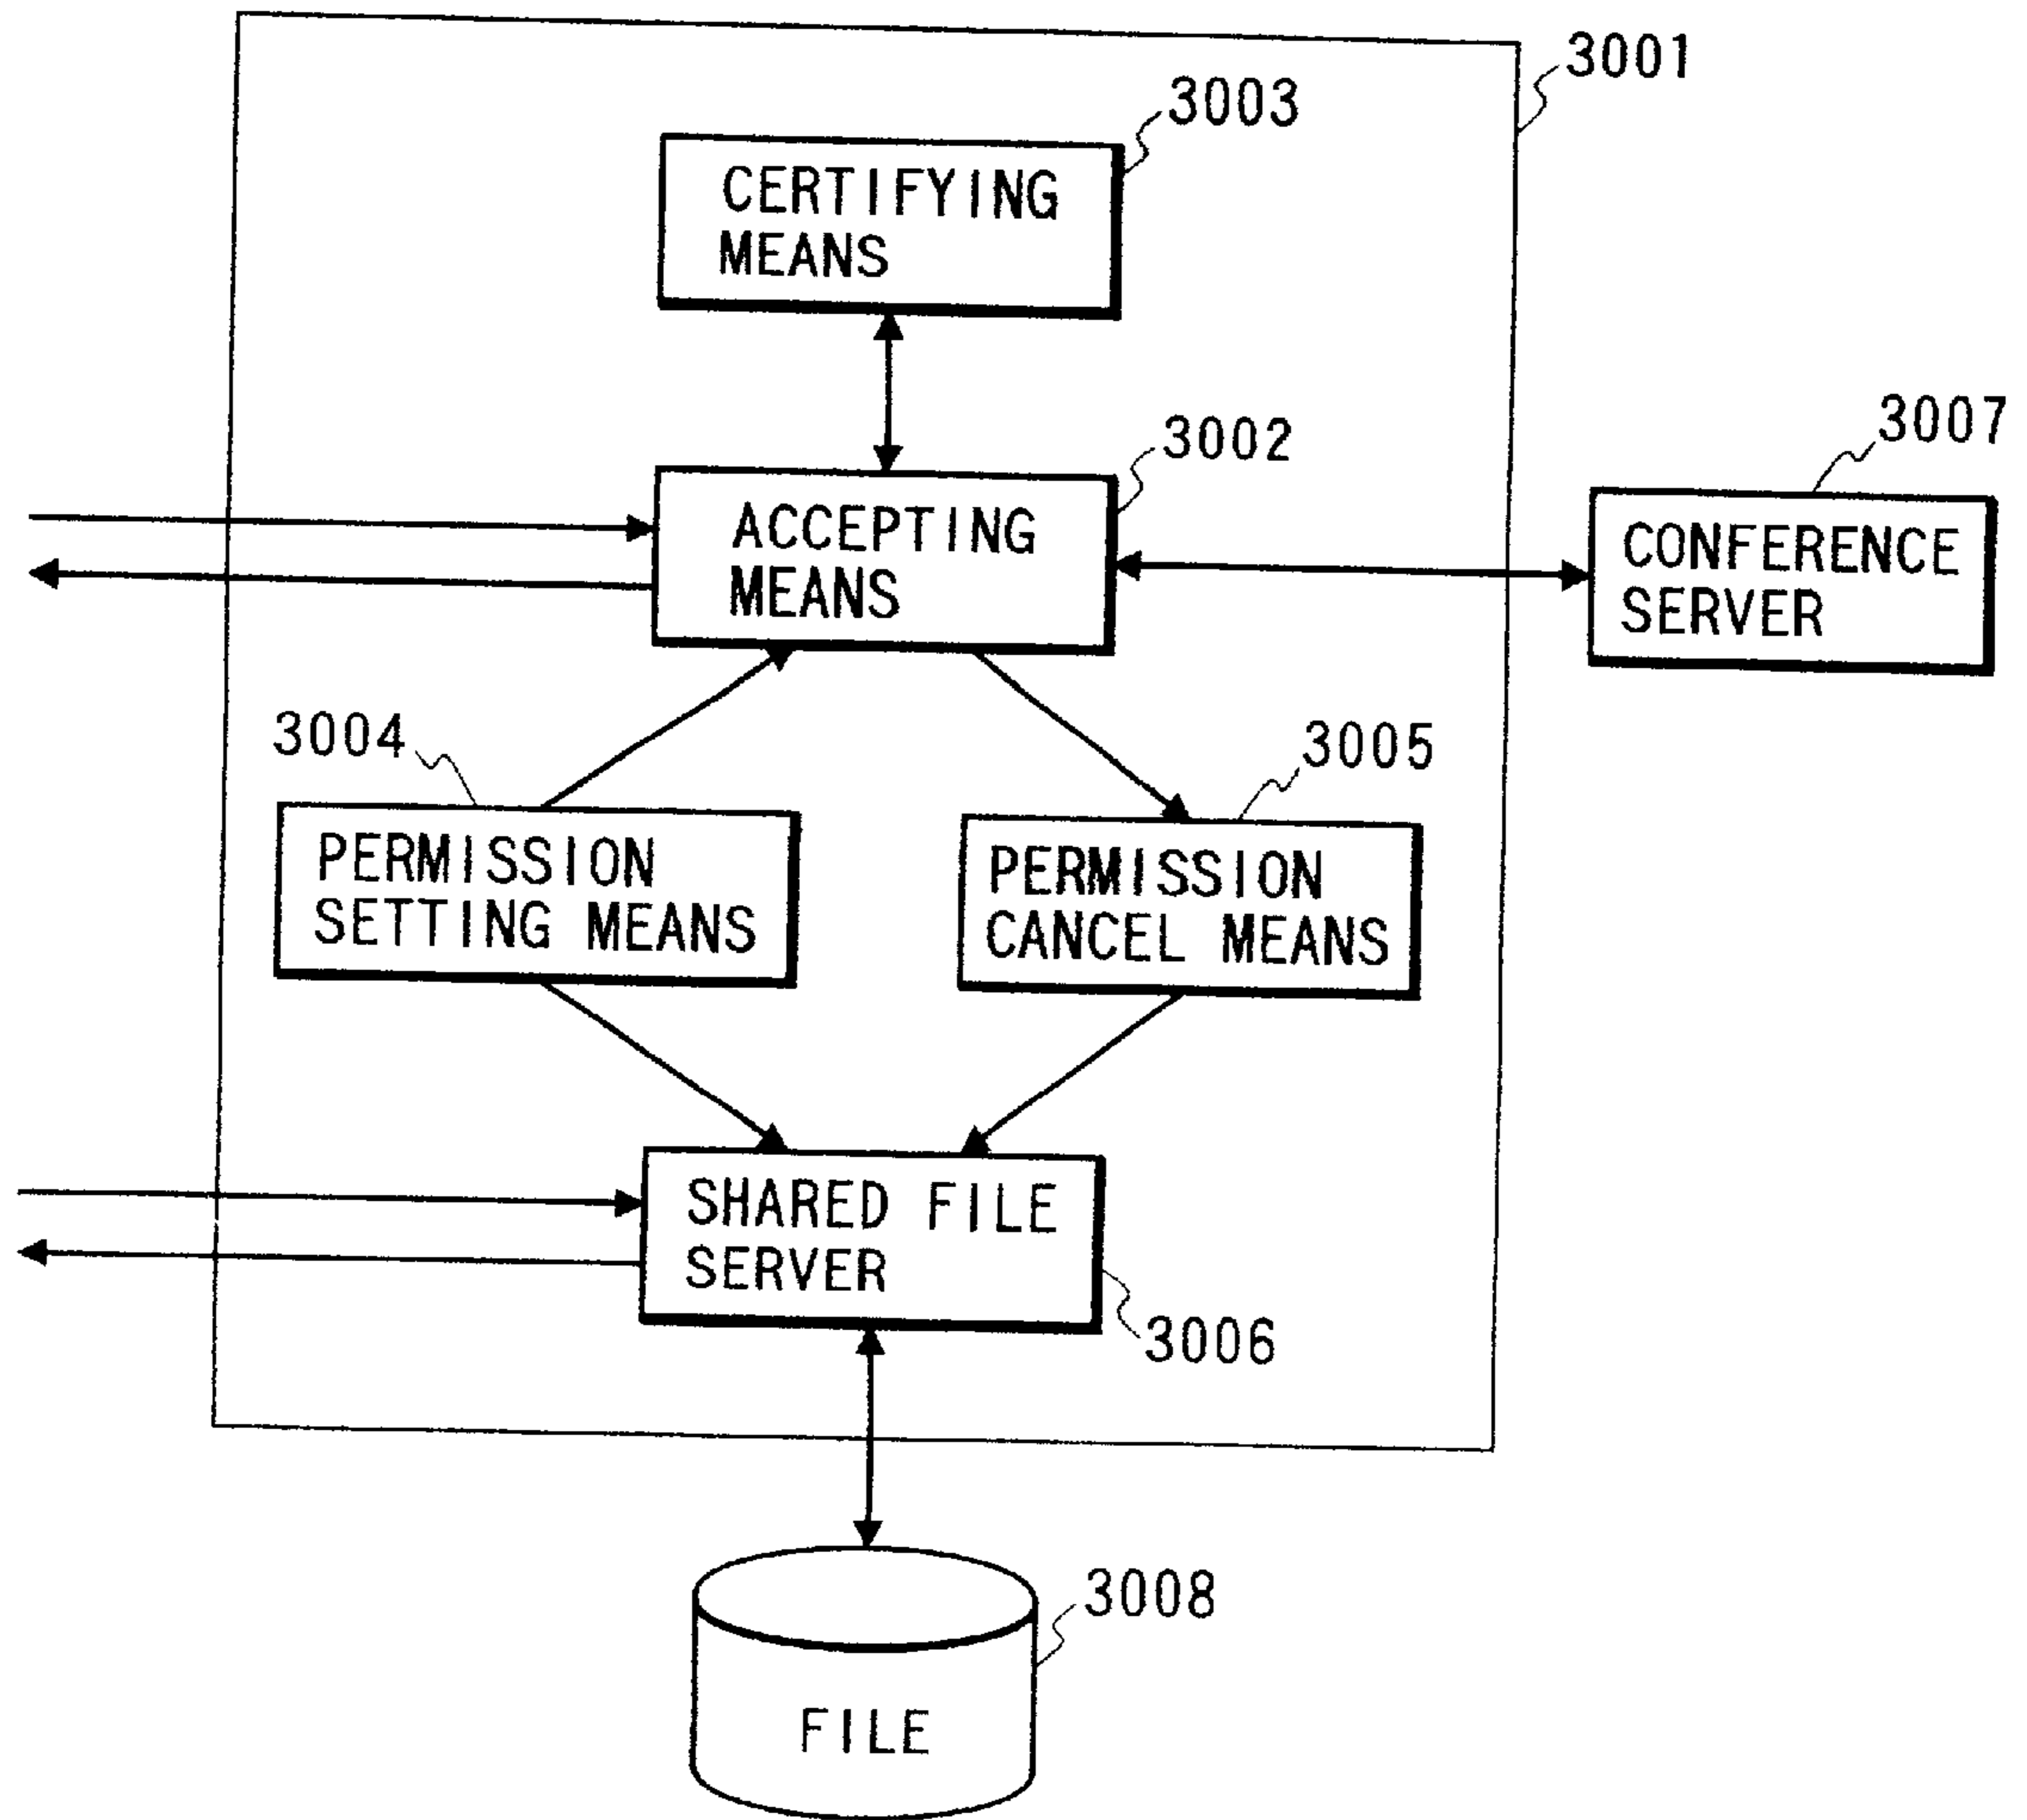 3001
3003
CERTIFYING
MEANS
3002
ACCEPTING
MEANS
3007
CONFERENCE
SERVER
3004
PERMISSION
SETTING MEANS
3005
PERMISSION
CANCEL MEANS
SHARED FILE
SERVER
3006
3008
FILE